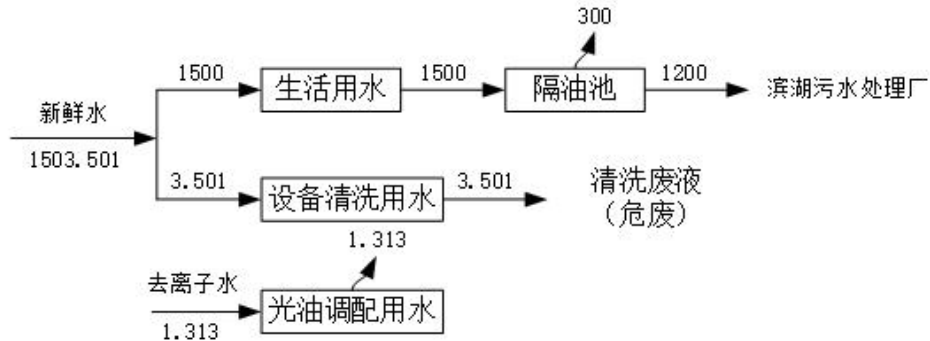 300
1500
生活用水
1500
隔油池
1200
滨湖污水处理厂
新鲜水
1503.501
3.501
设备清洗用水
3.501
清洗废液
（危废）
1.313
去离子水
1.313
光油调配用水